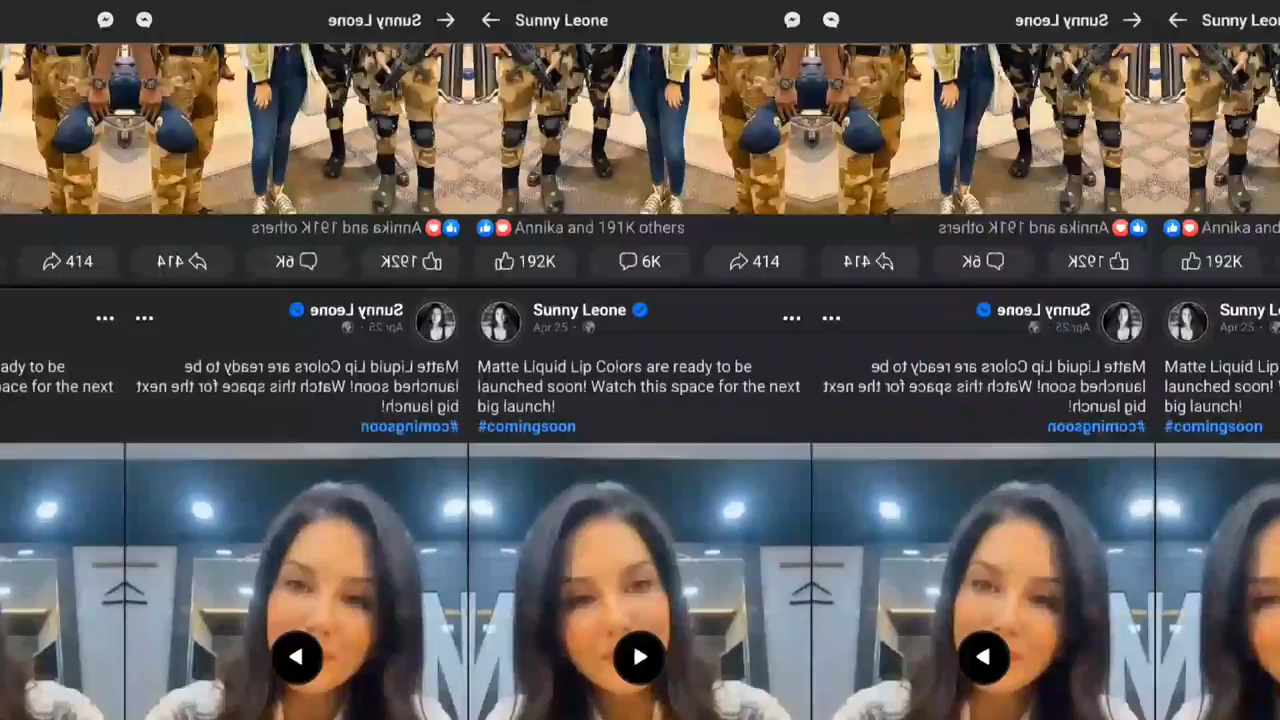 Sunny Leone
Annika and 191K others
192K 6K 414
Sunny Leone
Apr 25 ·
Matte Liquid Lip Colors are ready to be
launched soon! Watch this space for the next
big launch!
#comingsoon
M